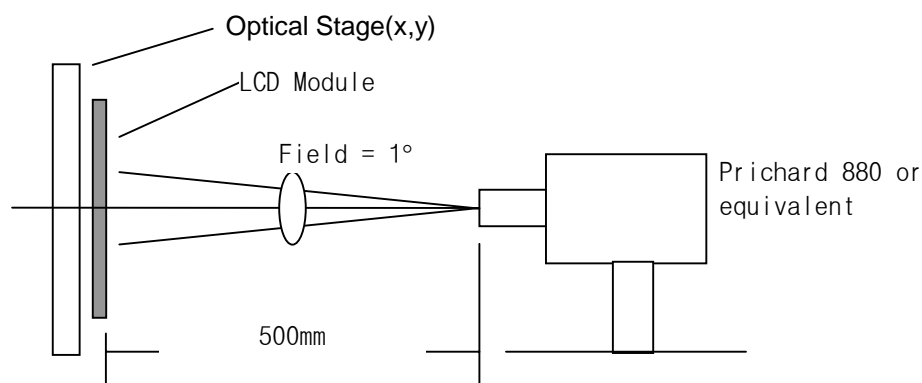 Optical Stage(x,y)
LCD Module
Field = 1°
Prichard 880 or
equivalent
500mm